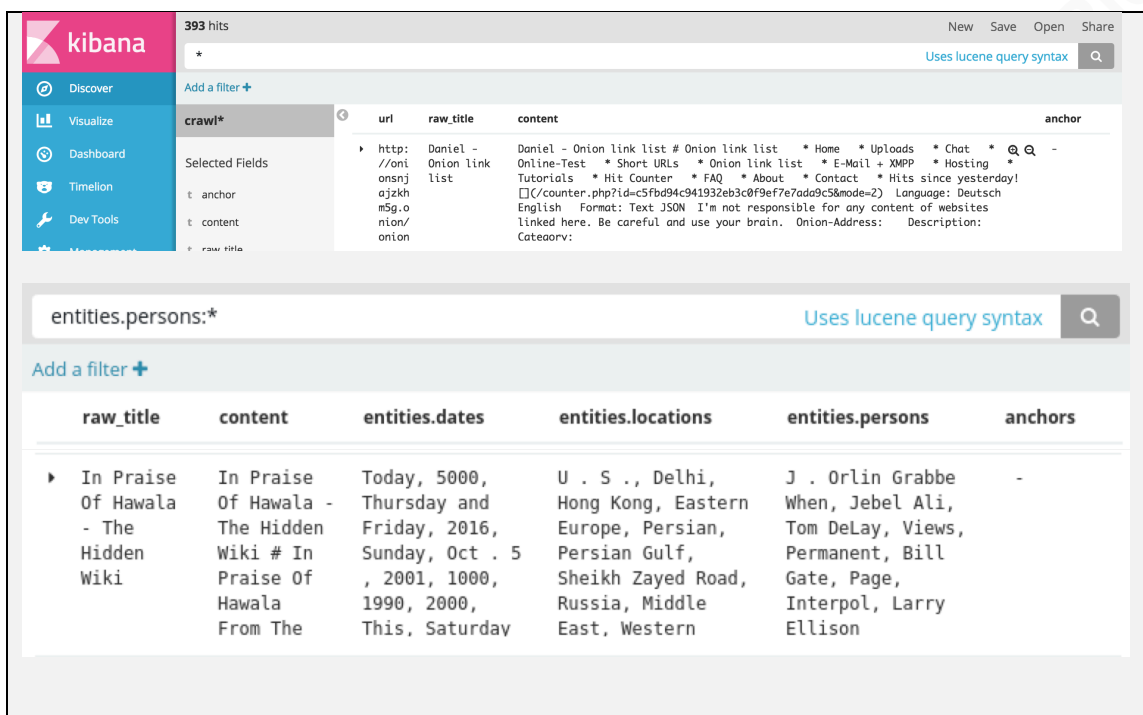 kibana
393 hits
New Save Open Share
*
Uses lucene query syntax
Discover
Add a filter +
Visualize
crawl*
url raw_title content anchor
Dashboard
Selected Fields
Timelion
t anchor
Dev Tools
t content
Management
t raw_title
http: Daniel - Daniel - Onion link list # Onion link list * Home * Uploads * Chat * -
//oni Onion link Online-Test * Short URLs * Onion link list * E-Mail + XMPP * Hosting *
onsnj list Tutorials * Hit Counter * FAQ * About * Contact * Hits since yesterday!
ajzkh [](/counter.php?id=c5fbd94c941932eb3c0f9ef7e7ada9c5&mode=2) Language: Deutsch
m5g.o English Format: Text JSON I'm not responsible for any content of websites
nion/ linked here. Be careful and use your brain. Onion-Address: Description:
onion Category:
entities.persons:*
Uses lucene query syntax
Add a filter +
raw_title content entities.dates entities.locations entities.persons anchors
In Praise In Praise Today, 5000, U . S ., Delhi, J . Orlin Grabbe -
Of Hawala Of Hawala - Thursday and Hong Kong, Eastern When, Jebel Ali,
- The The Hidden Friday, 2016, Europe, Persian, Tom DeLay, Views,
Hidden Wiki # In Sunday, Oct . 5 Persian Gulf, Permanent, Bill
Wiki Praise Of , 2001, 1000, Sheikh Zayed Road, Gate, Page,
Hawala 1990, 2000, Russia, Middle Interpol, Larry
From The This, Saturday East, Western Ellison